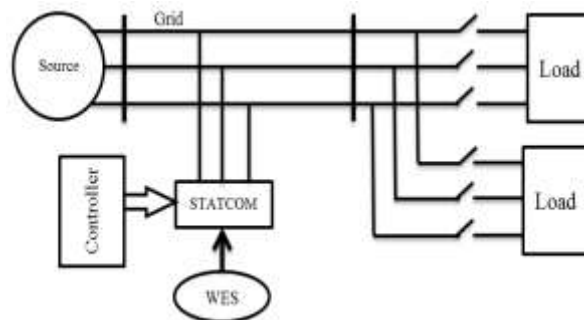 Grid
Source
Load
Controller
STATCOM
Load
WES